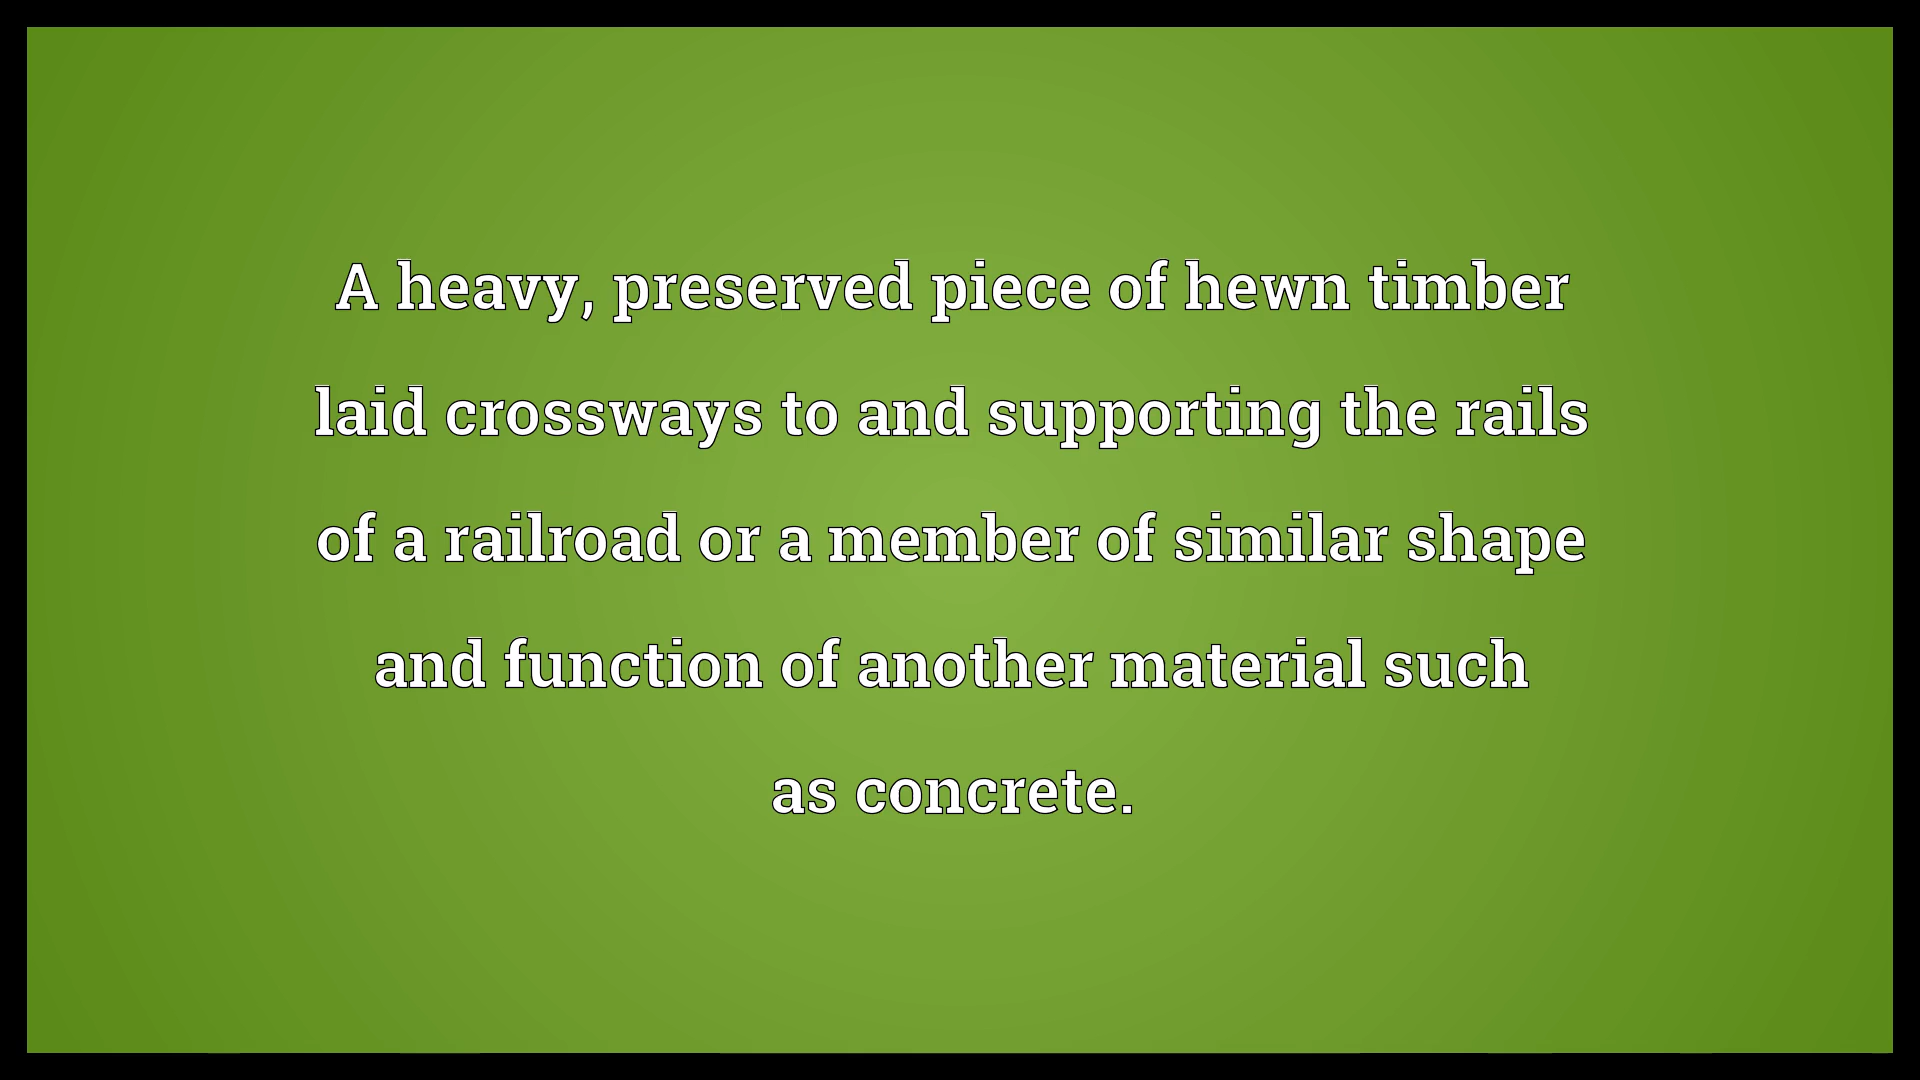 A heavy, preserved piece of hewn timber
laid crossways to and supporting the rails
of a railroad or a member of similar shape
and function of another material such
as concrete.